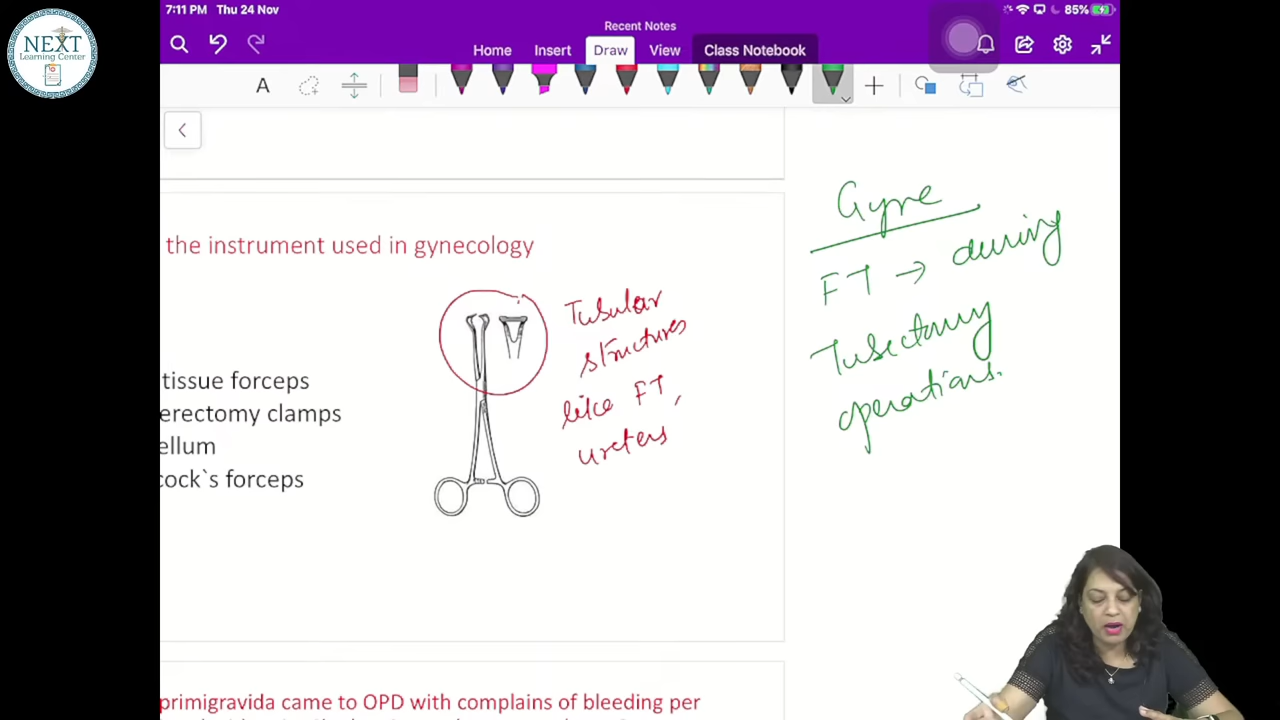 7:11 PM Thu 24 Nov
85%
Recent Notes
NEXT
Learning Center
Home Insert Draw View Class Notebook
A
the instrument used in gynecology
Tubular
structures
like FT,
ureters
tissue forceps
erectomy clamps
ellum
cock`s forceps
Gyne
FT → during
Tubectomy
operations.
primigravida came to OPD with complains of bleeding per